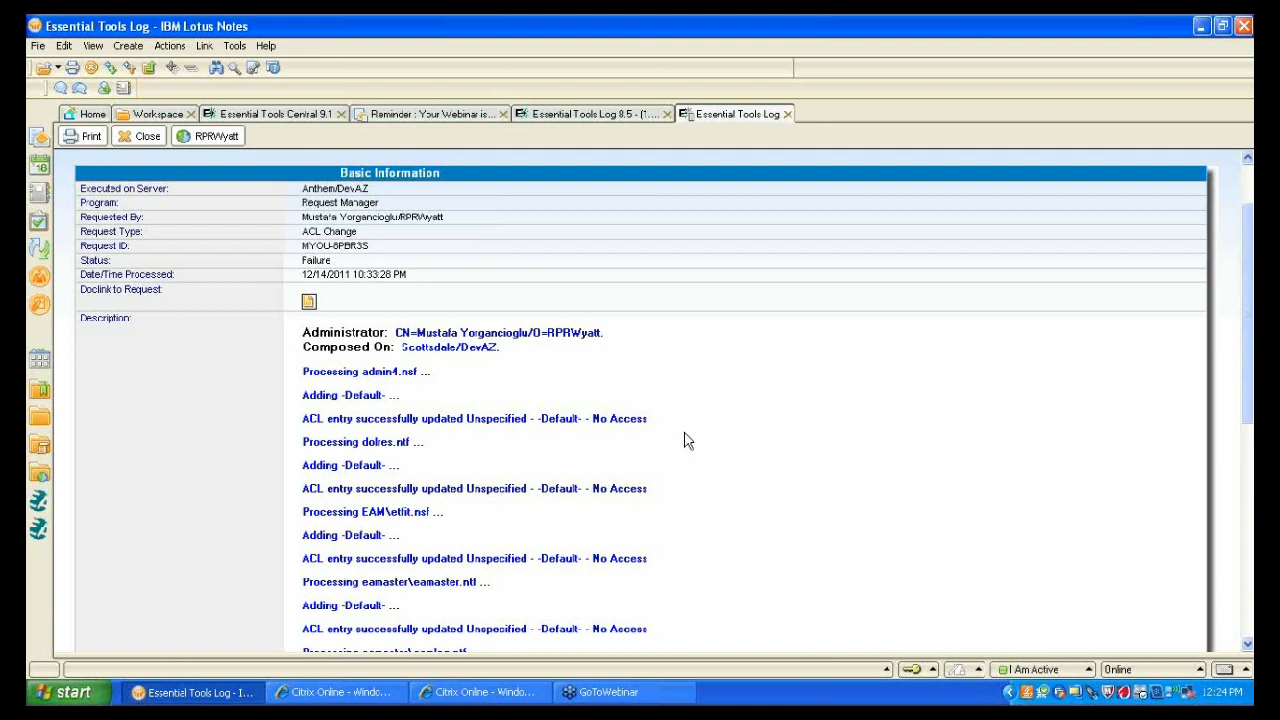 Essential Tools Log - IBM Lotus Notes
File Edit View Create Actions Link Tools Help
Home Workspace Essential Tools Central 9.1 Reminder : Your Webinar is... Essential Tools Log 8.5 - (1.... Essential Tools Log
Print Close RPRWyatt
Basic Information
Executed on Server: Anthem/DevAZ
Program: Request Manager
Requested By: Mustafa Yorgancioglu/RPRWyatt
Request Type: ACL Change
Request ID: MYOU-8PBR3S
Status: Failure
Date/Time Processed: 12/14/2011 10:33:28 PM
Doclink to Request:
Description:
Administrator: CN=Mustafa Yorgancioglu/O=RPRWyatt.
Composed On: Scottsdale/DevAZ.
Processing admin4.nsf ...
Adding -Default- ...
ACL entry successfully updated Unspecified - -Default- - No Access
Processing dolres.ntf ...
Adding -Default- ...
ACL entry successfully updated Unspecified - -Default- - No Access
Processing EAM\etlit.nsf ...
Adding -Default- ...
ACL entry successfully updated Unspecified - -Default- - No Access
Processing eamaster\eamaster.ntf ...
Adding -Default- ...
ACL entry successfully updated Unspecified - -Default- - No Access
I Am Active Online
start Essential Tools Log - I... Citrix Online - Windo... Citrix Online - Windo... GoToWebinar 12:24 PM